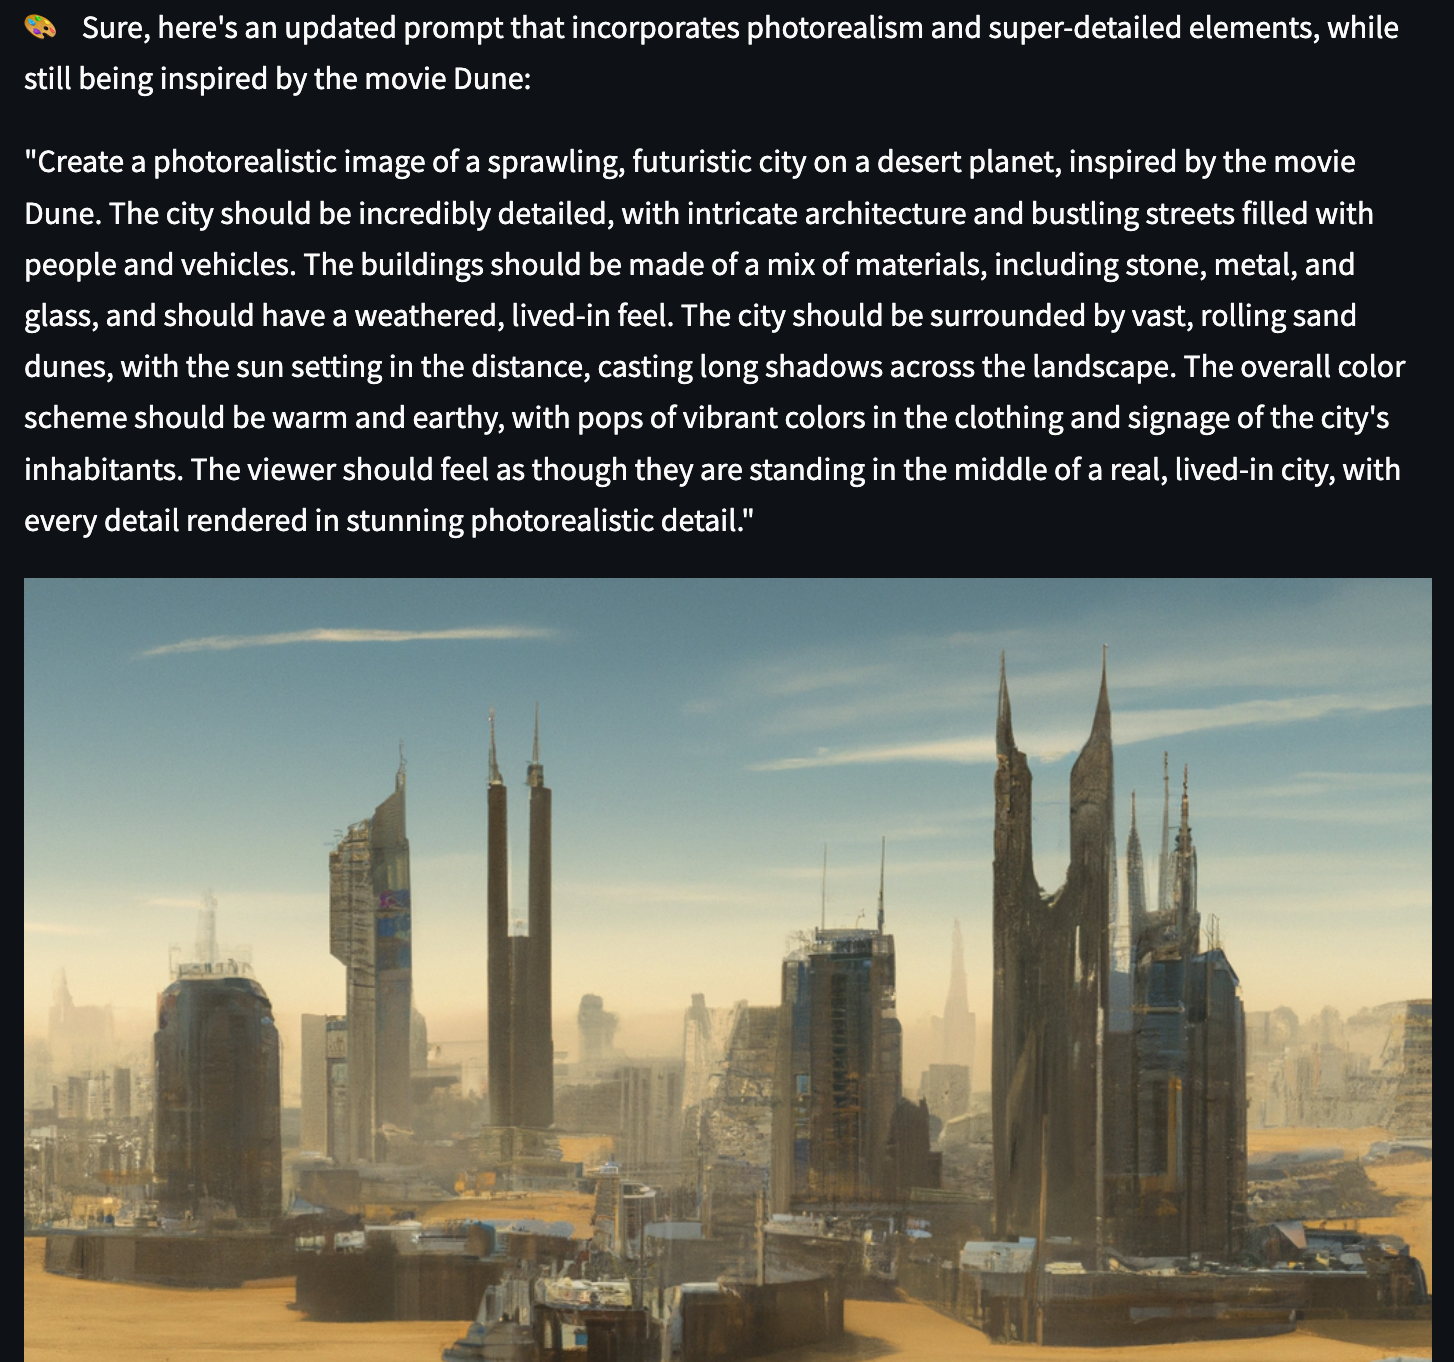 🎨 Sure, here's an updated prompt that incorporates photorealism and super-detailed elements, while
still being inspired by the movie Dune:
"Create a photorealistic image of a sprawling, futuristic city on a desert planet, inspired by the movie
Dune. The city should be incredibly detailed, with intricate architecture and bustling streets filled with
people and vehicles. The buildings should be made of a mix of materials, including stone, metal, and
glass, and should have a weathered, lived-in feel. The city should be surrounded by vast, rolling sand
dunes, with the sun setting in the distance, casting long shadows across the landscape. The overall color
scheme should be warm and earthy, with pops of vibrant colors in the clothing and signage of the city's
inhabitants. The viewer should feel as though they are standing in the middle of a real, lived-in city, with
every detail rendered in stunning photorealistic detail."